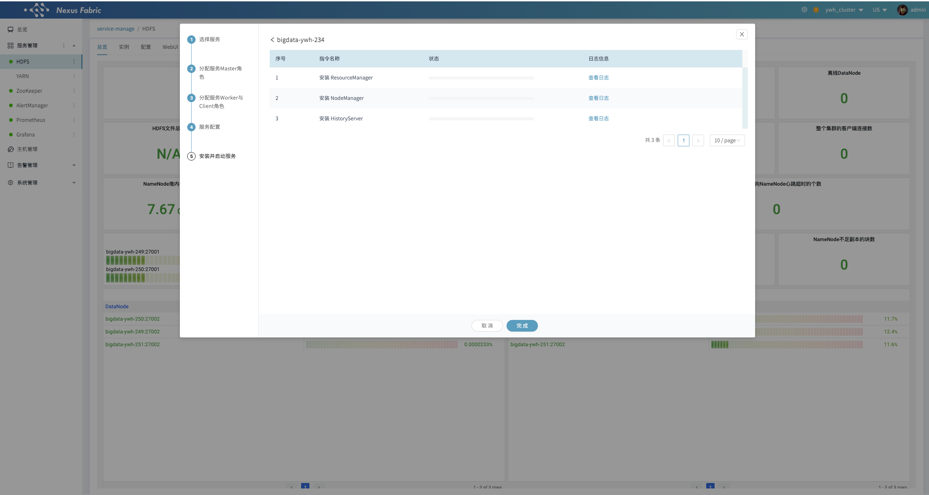 Nexus Fabric
ywh_cluster
US
admin
总览
服务管理
HDFS
YARN
ZooKeeper
AlertManager
Prometheus
Grafana
主机管理
告警管理
系统管理
service-manage / HDFS
总览 实例 配置 WebUI
HDFS文件总
N/A
NameNode堆内
7.67
bigdata-ywh-249:27001
bigdata-ywh-230:27001
DataNode
bigdata-ywh-230:27002
bigdata-ywh-249:27002
bigdata-ywh-251:27002
0.0000233%
1 选择服务
2 分配服务Master角
色
3 分配服务Worker与
Client角色
4 服务配置
5 安装并启动服务
bigdata-ywh-234
序号 指令名称 状态 日志信息
1 安装 ResourceManager 查看日志
2 安装 NodeManager 查看日志
3 安装 HistoryServer 查看日志
共 3 条 1 10 / page
取 消 完 成
离线DataNode
0
整个集群的客户端连接数
0
向NameNode心跳超时的个数
0
NameNode不足副本的块数
0
11.7%
12.4%
bigdata-ywh-251:27002
11.6%
1 1 - 3 of 3 rows
1 1 - 3 of 3 rows